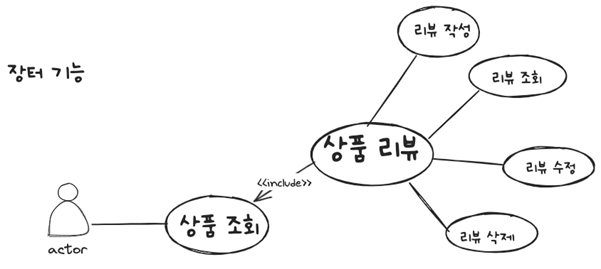 리뷰 작성
장터 기능
리뷰 조회
상품 리뷰
리뷰 수정
<<include>>
상품 조회
리뷰 삭제
actor